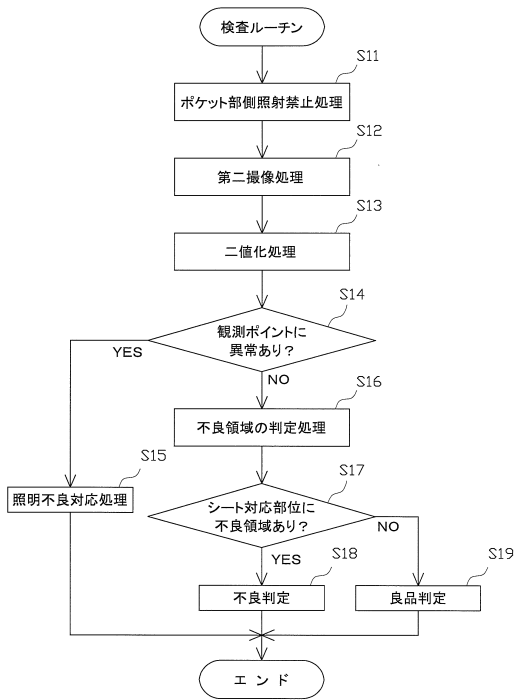 検査ルーチン
S11
ポケット部側照射禁止処理
S12
第二撮像処理
S13
二値化処理
S14
観測ポイントに
異常あり？
YES
NO
S16
不良領域の判定処理
S15
照明不良対応処理
S17
シート対応部位に
不良領域あり？
NO
YES
S18
不良判定
S19
良品判定
エ ン ド